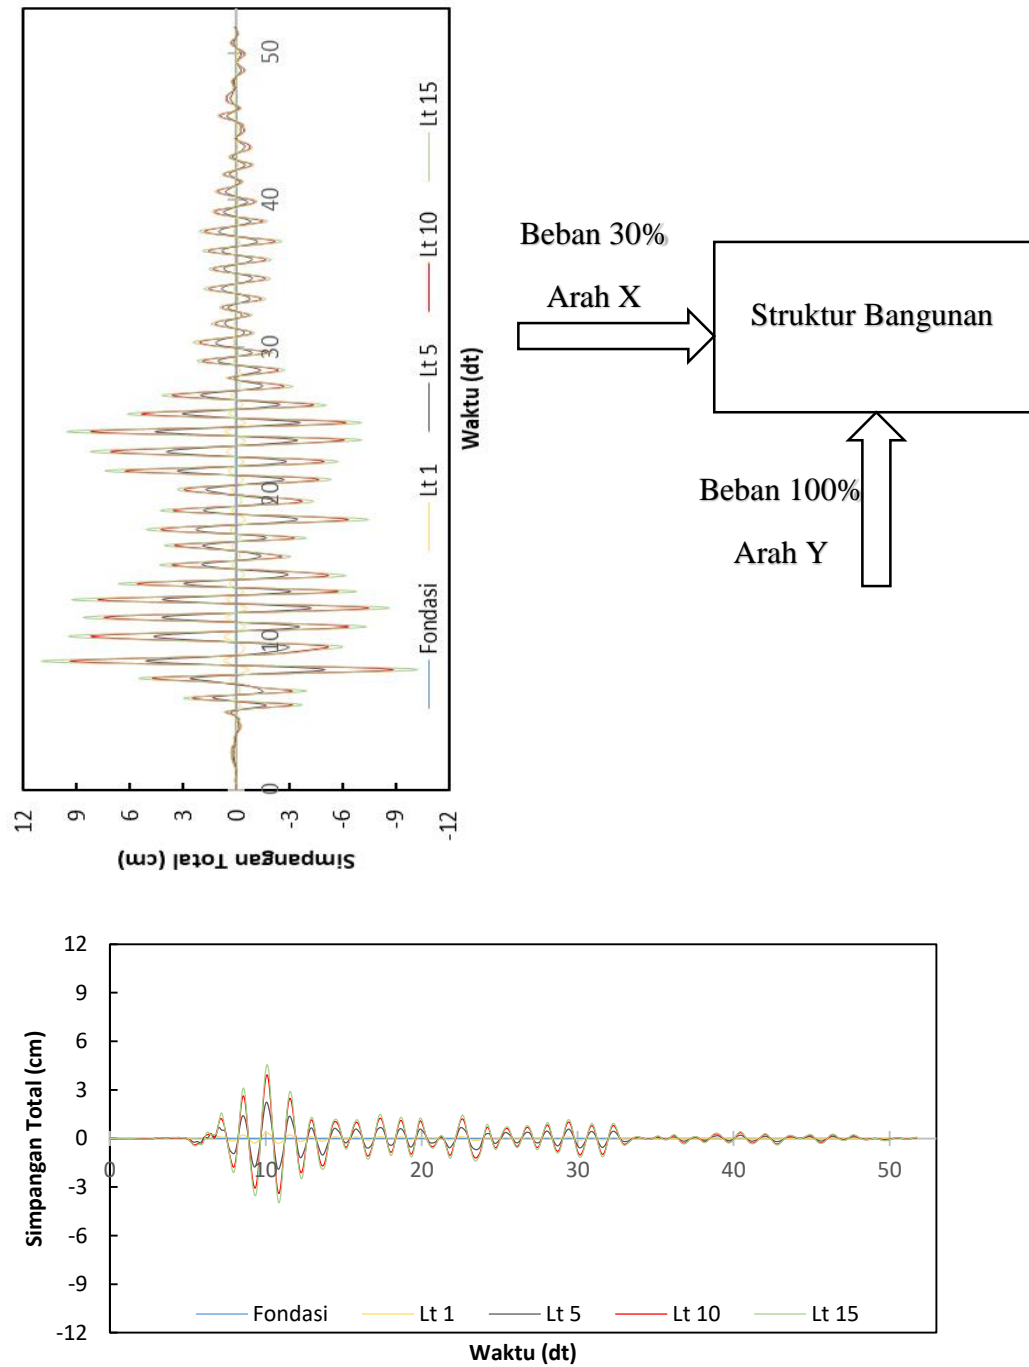 12
9
6
3
0
-3
-6
-9
-12
Simpangan Total (cm)
0
10
20
30
40
50
Waktu (dt)
Fondasi
Lt 1
Lt 5
Lt 10
Lt 15
Beban 30%
Arah X
Struktur Bangunan
Beban 100%
Arah Y
12
9
6
3
0
-3
-6
-9
-12
Simpangan Total (cm)
0
10
20
30
40
50
Fondasi
Lt 1
Lt 5
Lt 10
Lt 15
Waktu (dt)